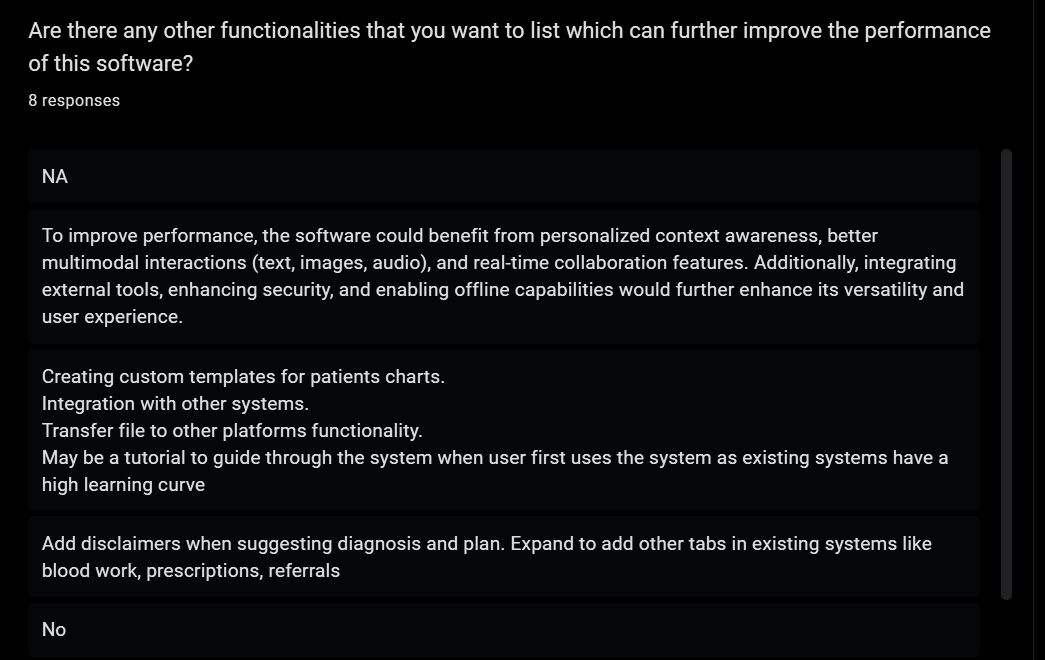 Are there any other functionalities that you want to list which can further improve the performance
of this software?
8 responses
NA
To improve performance, the software could benefit from personalized context awareness, better
multimodal interactions (text, images, audio), and real-time collaboration features. Additionally, integrating
external tools, enhancing security, and enabling offline capabilities would further enhance its versatility and
user experience.
Creating custom templates for patients charts.
Integration with other systems.
Transfer file to other platforms functionality.
May be a tutorial to guide through the system when user first uses the system as existing systems have a
high learning curve
Add disclaimers when suggesting diagnosis and plan. Expand to add other tabs in existing systems like
blood work, prescriptions, referrals
No